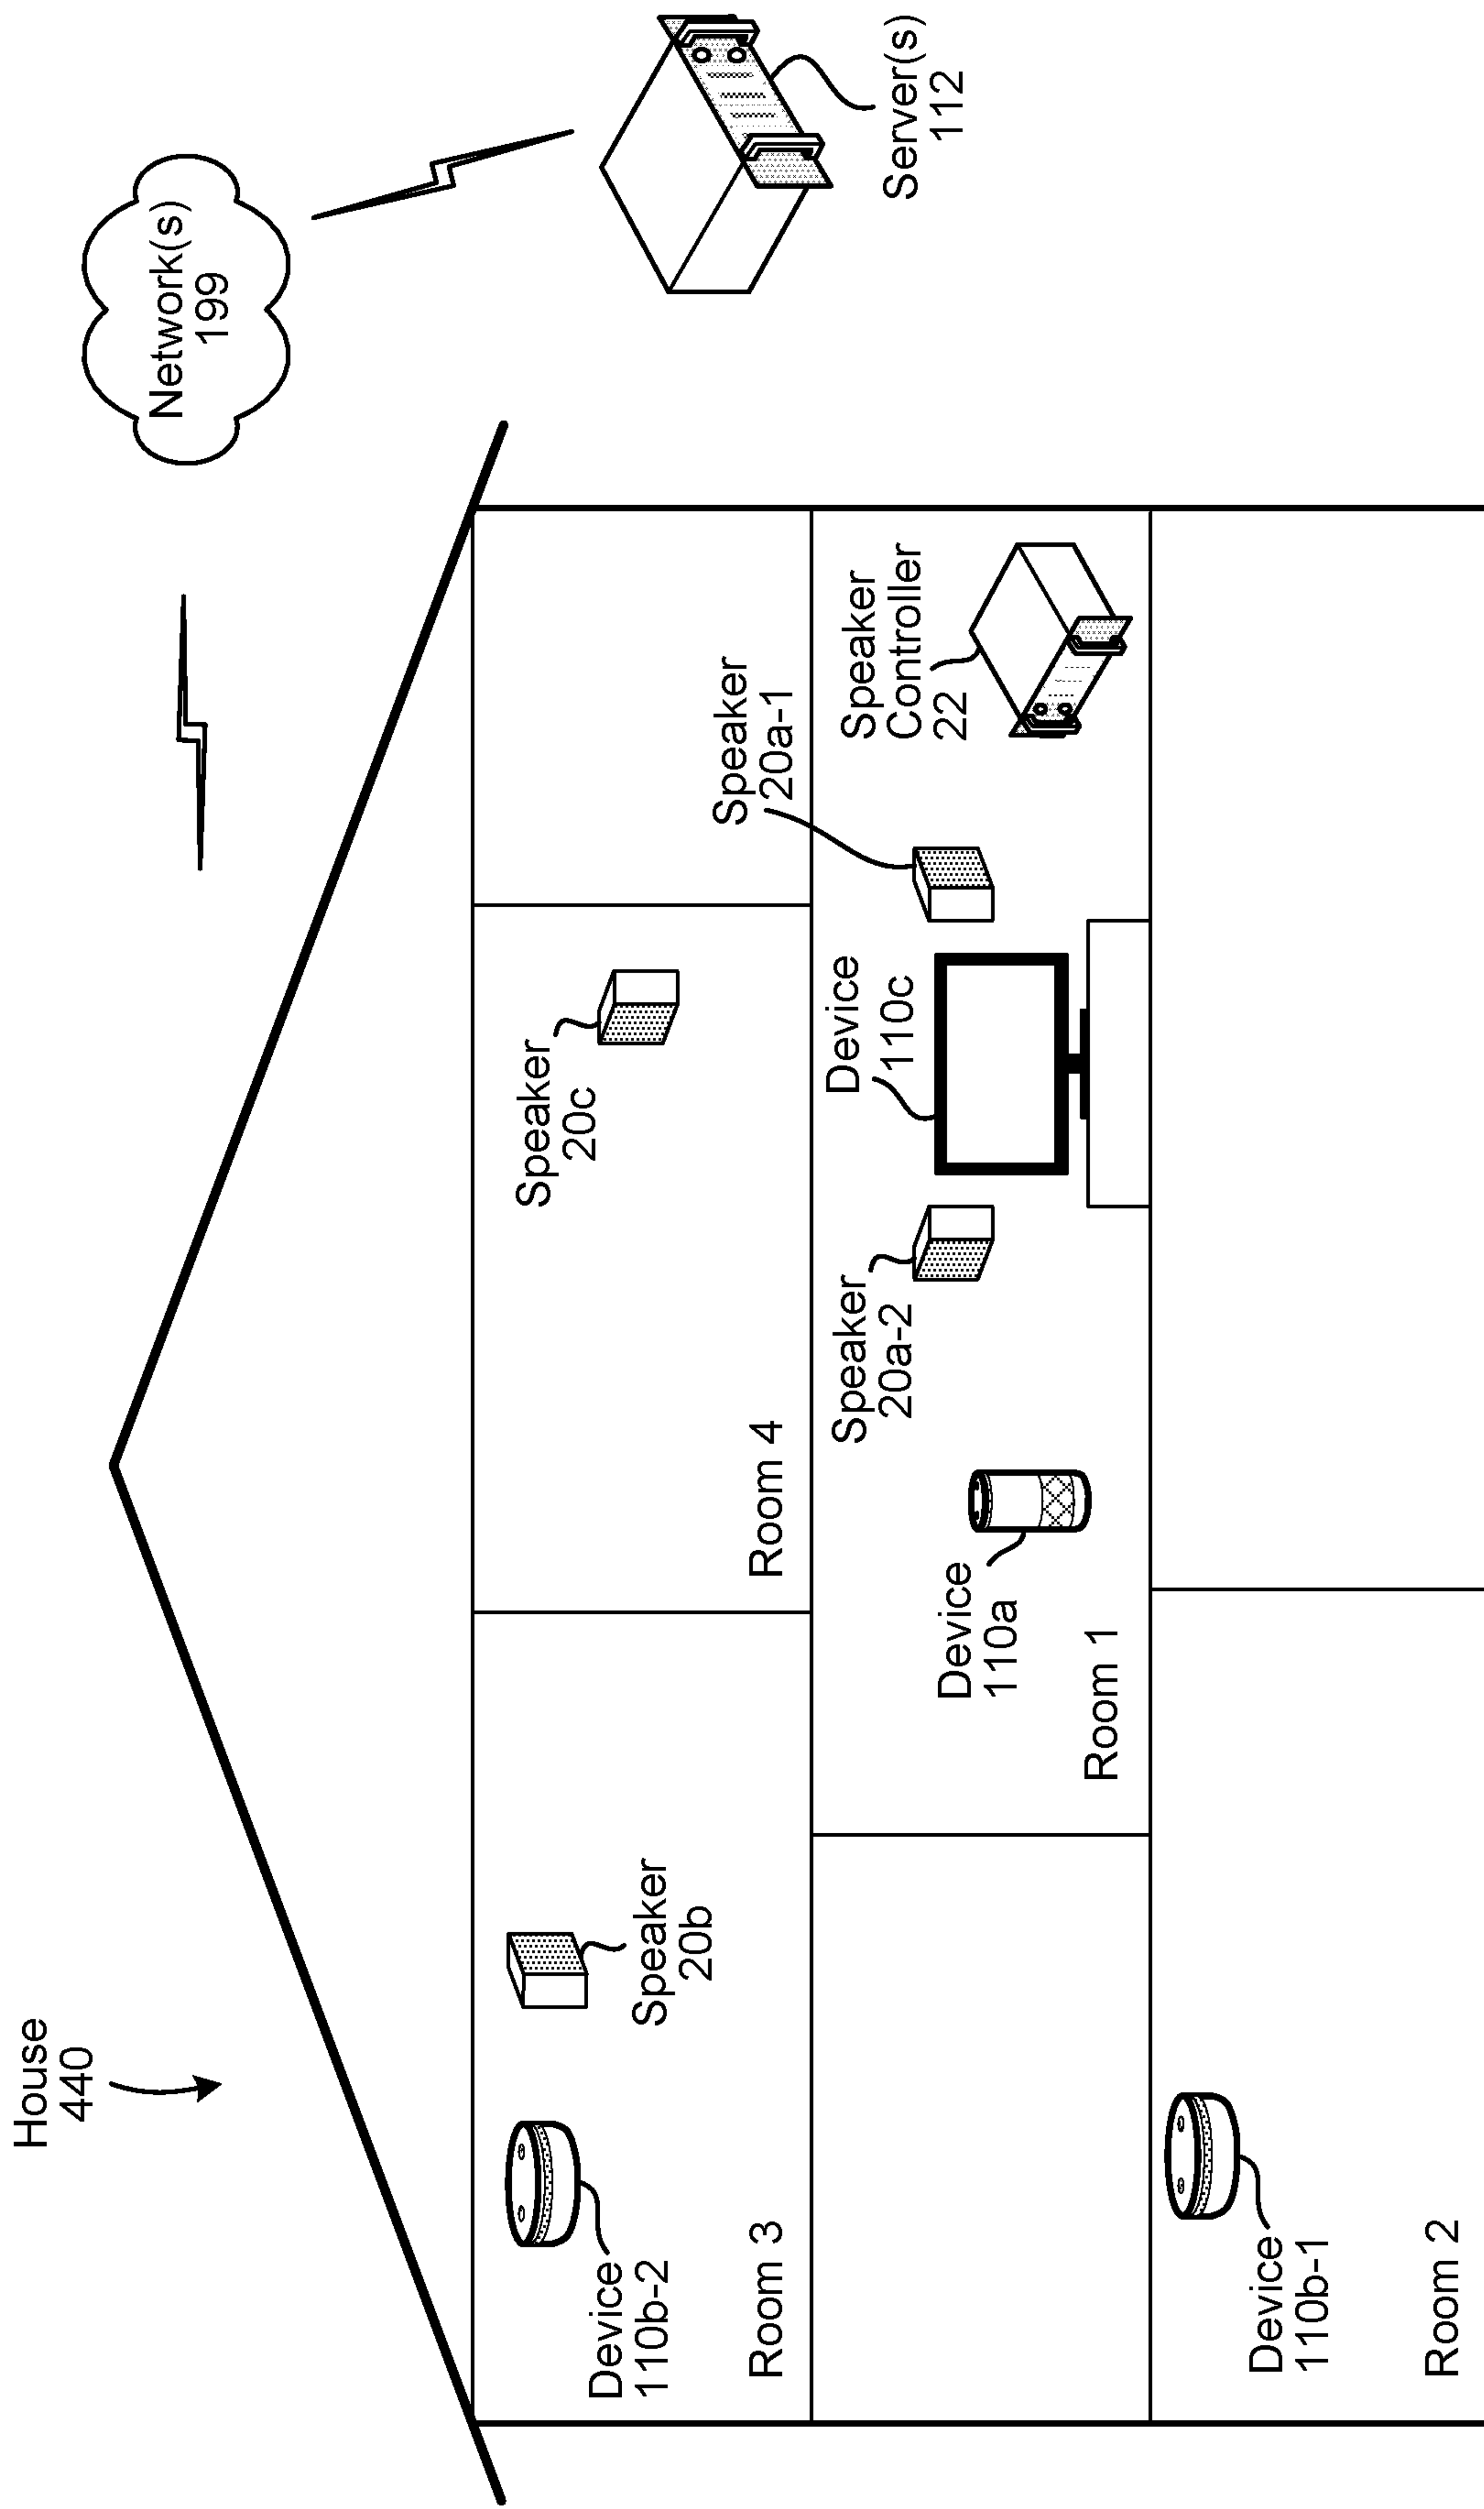 House
440
Network(s)
199
Server(s)
112
Device
110b-2
Speaker
20b
Room 3
Speaker
20c
Room 4
Speaker
20a-1
Device
110a
Room 1
Speaker
20a-2
Device
110c
Speaker
Controller
22
Device
110b-1
Room 2